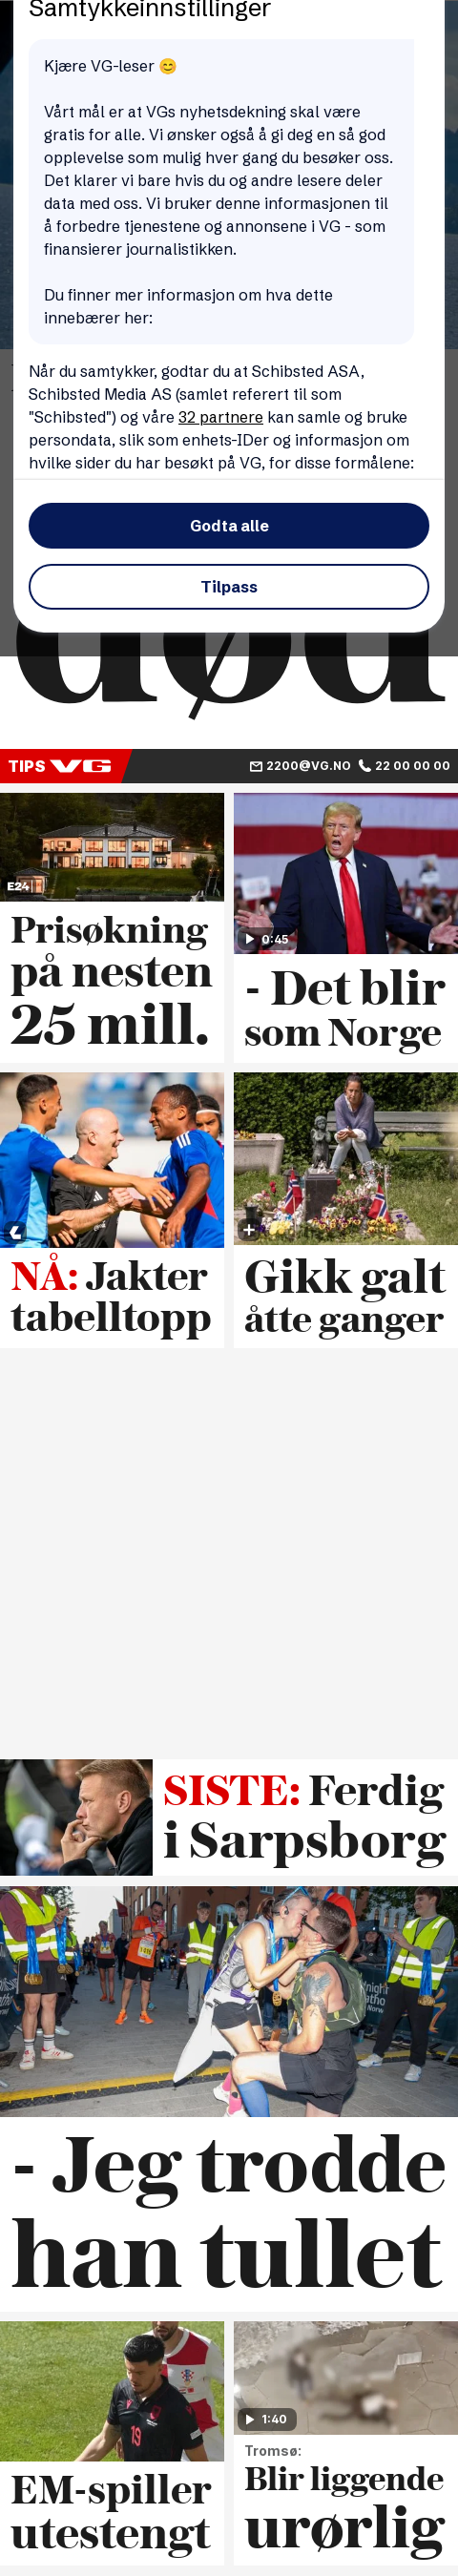 Samtykkeinnstillinger
Kjære VG-leser 😊
Vårt mål er at VGs nyhetsdekning skal være
gratis for alle. Vi ønsker også å gi deg en så god
opplevelse som mulig hver gang du besøker oss.
Det klarer vi bare hvis du og andre lesere deler
data med oss. Vi bruker denne informasjonen til
å forbedre tjenestene og annonsene i VG - som
finansierer journalistikken.
Du finner mer informasjon om hva dette
innebærer her:
Når du samtykker, godtar du at Schibsted ASA,
Schibsted Media AS (samlet referert til som
"Schibsted") og våre 32 partnere kan samle og bruke
persondata, slik som enhets-IDer og informasjon om
hvilke sider du har besøkt på VG, for disse formålene:
Godta alle
Tilpass
død
TIPS VG 2200@VG.NO 22 00 00 00
E24
Prisøkning
på nesten
25 mill.
0:45
- Det blir
som Norge
NÅ: Jakter
tabelltopp
+
Gikk galt
åtte ganger
SISTE: Ferdig
i Sarpsborg
- Jeg trodde
han tullet
19
EM-spiller
utestengt
1:40
Tromsø:
Blir liggende
urørlig